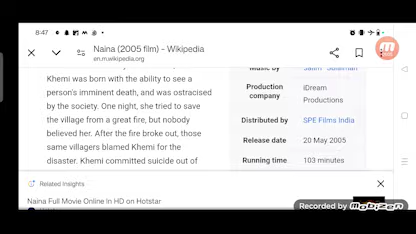 8:47
Naina (2005 film) - Wikipedia
en.m.wikipedia.org
Khemi was born with the ability to see a
person's imminent death, and was ostracised
by the society. One night, she tried to save
the village from a great fire, but nobody
believed her. After the fire broke out, those
same villagers blamed Khemi for the
disaster. Khemi committed suicide out of
Music by
Production
company
iDream
Productions
Distributed by
SPE Films India
Release date
20 May 2005
Running time
103 minutes
Related Insights
Naina Full Movie Online In HD on Hotstar
Recorded by MOBIZEN